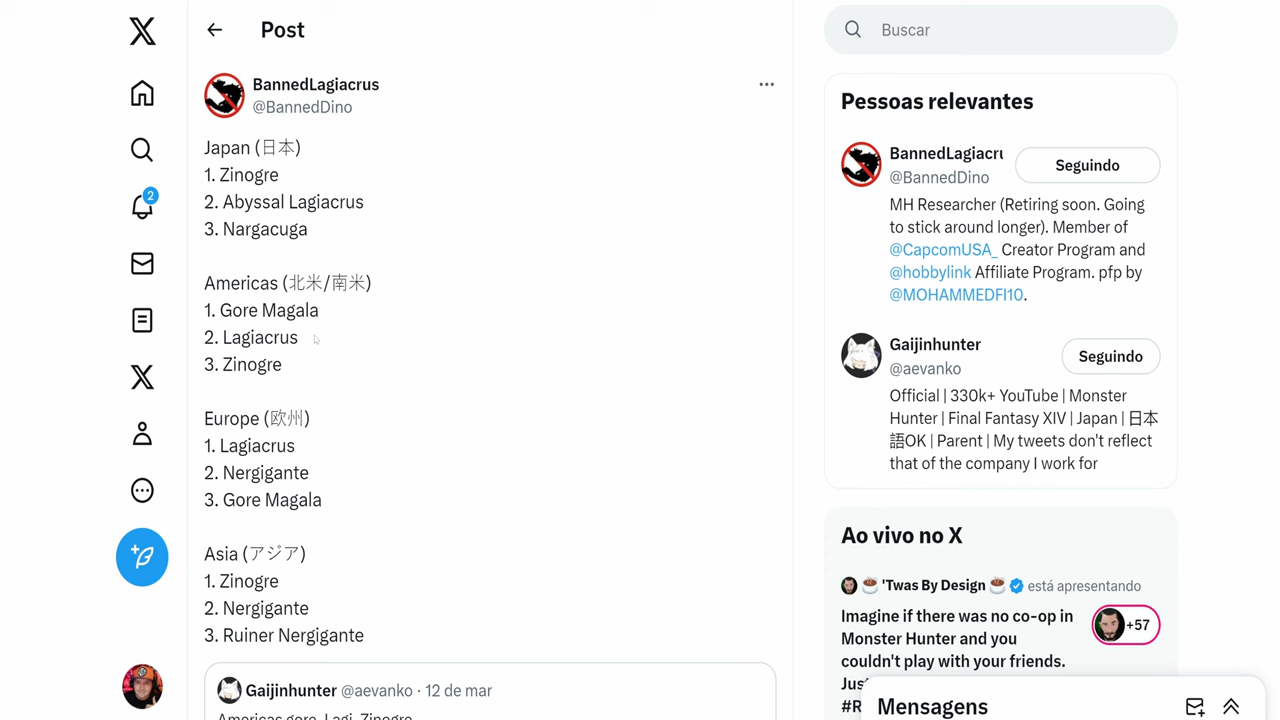 Post
BannedLagiacrus
@BannedDino
Japan (日本)
1. Zinogre
2. Abyssal Lagiacrus
3. Nargacuga
Americas (北米/南米)
1. Gore Magala
2. Lagiacrus
3. Zinogre
Europe (欧州)
1. Lagiacrus
2. Nergigante
3. Gore Magala
Asia (アジア)
1. Zinogre
2. Nergigante
3. Ruiner Nergigante
Gaijinhunter @aevanko · 12 de mar
Americas gore, Lagi, Zinogre
2
Buscar
Pessoas relevantes
BannedLagiacru
Seguindo
@BannedDino
MH Researcher (Retiring soon. Going
to stick around longer). Member of
@CapcomUSA_ Creator Program and
@hobbylink Affiliate Program. pfp by
@MOHAMMEDFI10.
Gaijinhunter
Seguindo
@aevanko
Official | 330k+ YouTube | Monster
Hunter | Final Fantasy XIV | Japan | 日本
語OK | Parent | My tweets don't reflect
that of the company I work for
Ao vivo no X
'Twas By Design está apresentando
Imagine if there was no co-op in
Monster Hunter and you
couldn't play with your friends.
+57
#R
Mensagens